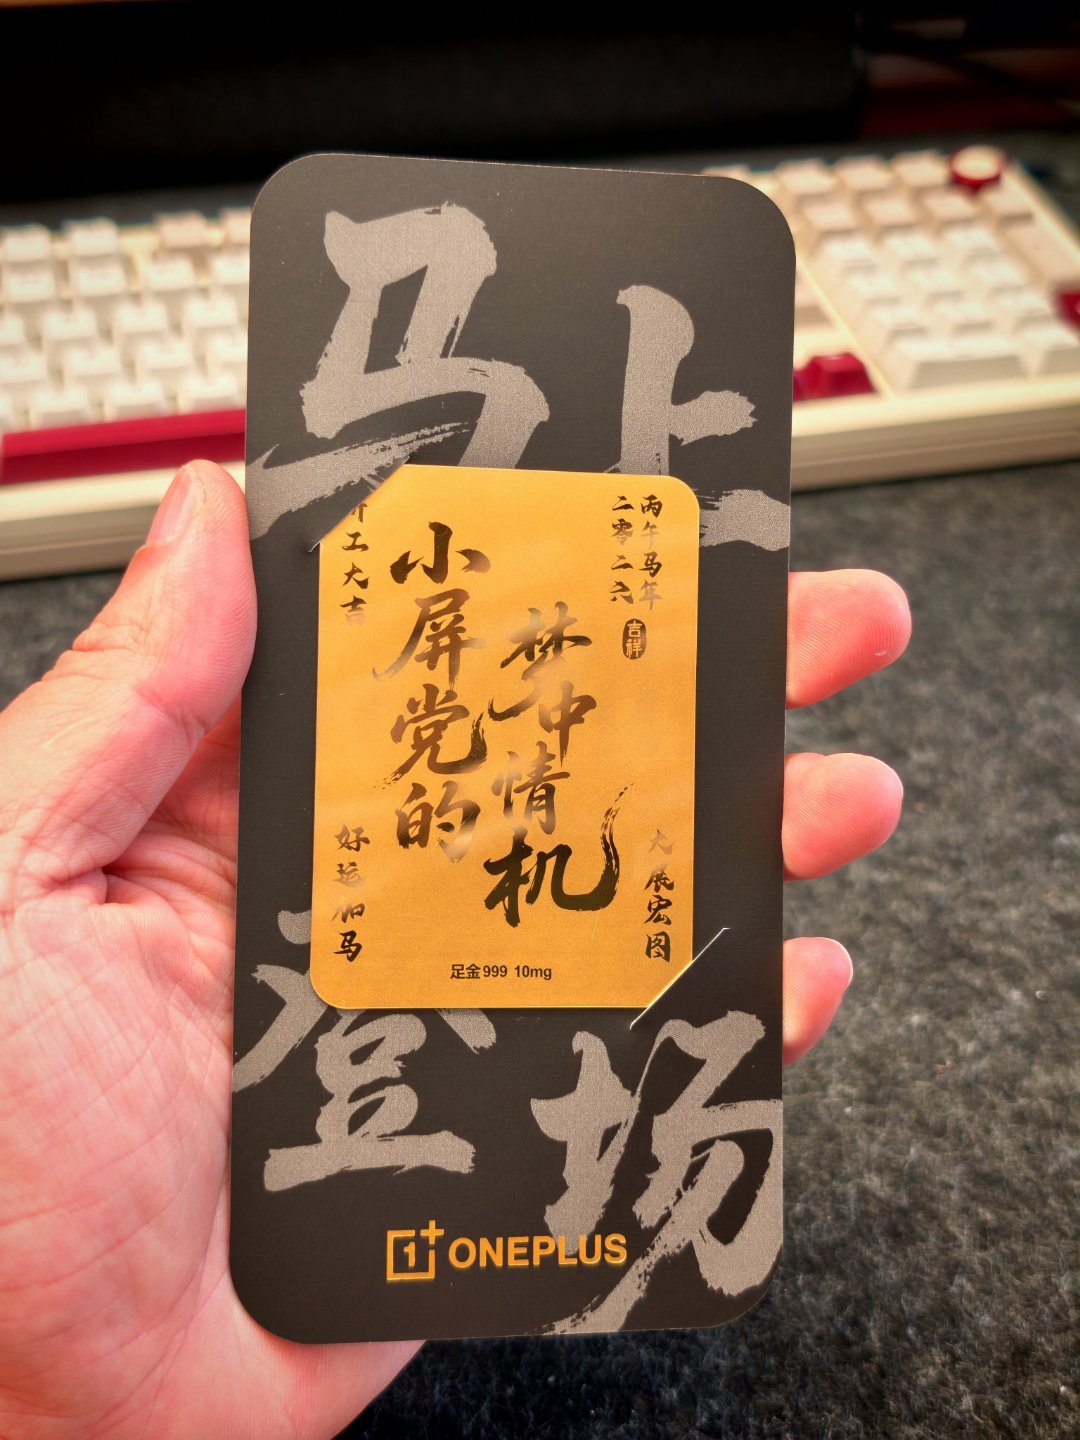 马上
工大吉
小屏党的
梦中情机
丙午马年
二零二六
吉祥
好运
马
大展宏图
足金999 10mg
登场
1+ ONEPLUS